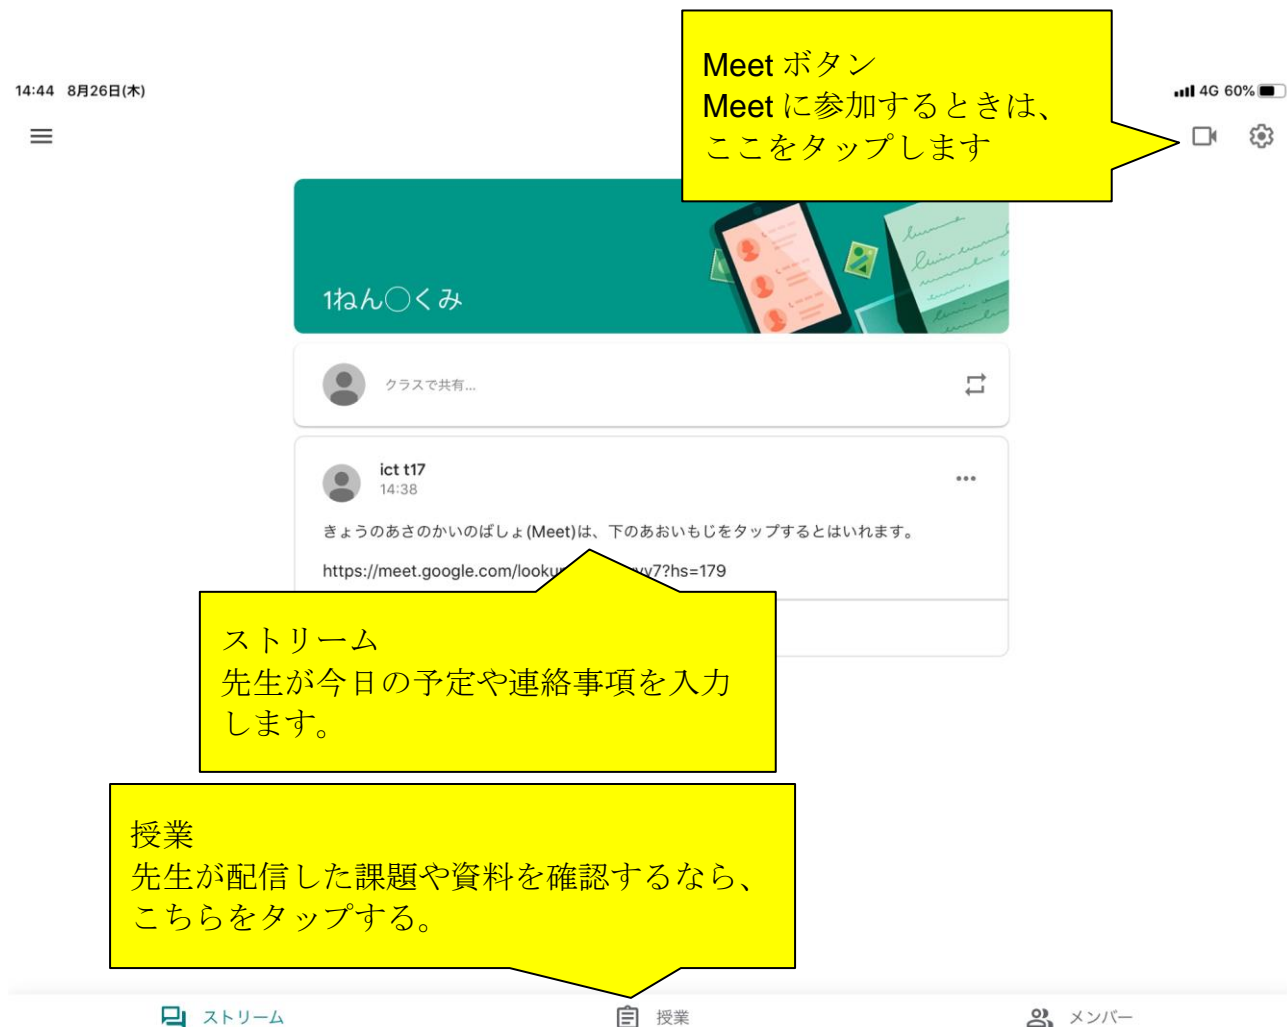 Meet ボタン
Meet に参加するときは、
ここをタップします
14:44 8月26日(木)
4G 60%
1ねん〇くみ
クラスで共有...
ict t17
14:38
きょうのあさのかいのばしょ(Meet)は、下のあおいもじをタップするとはいれます。
https://meet.google.com/looku
7?hs=179
ストリーム
先生が今日の予定や連絡事項を入力
します。
授業
先生が配信した課題や資料を確認するなら、
こちらをタップする。
ストリーム
授業
メンバー